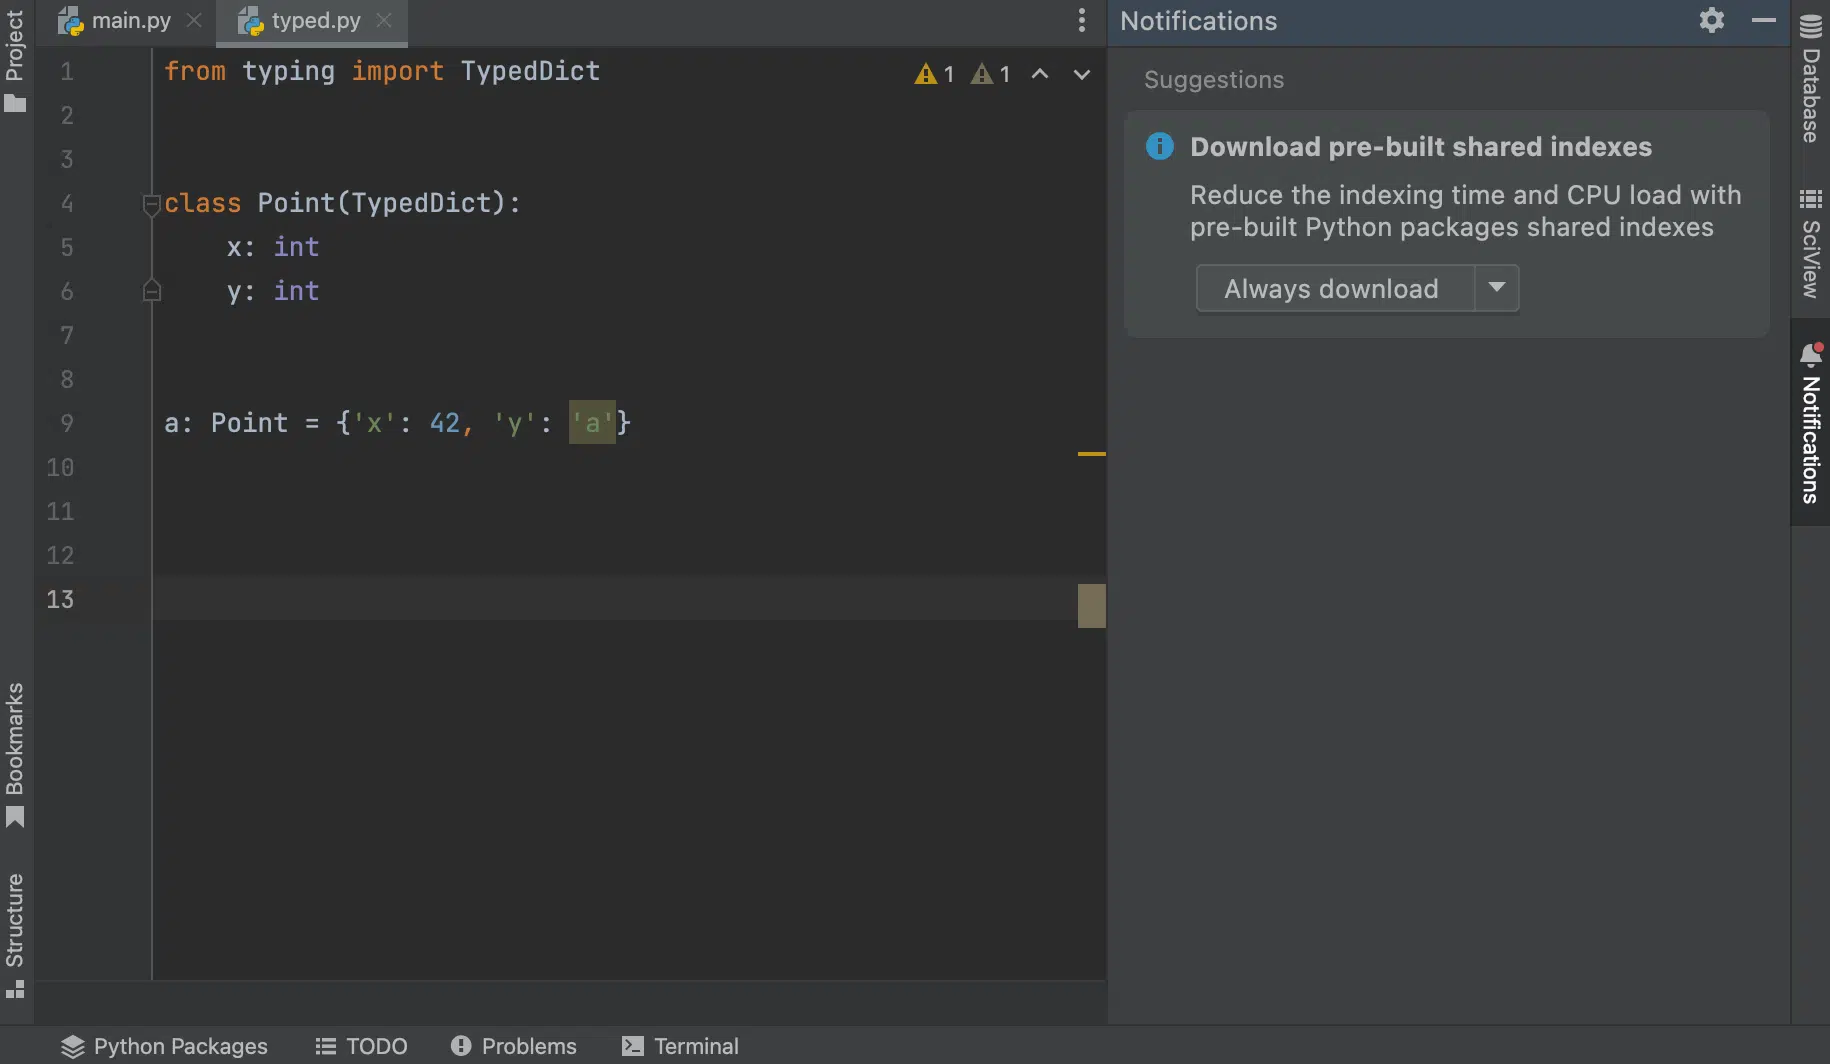 Project
main.py
typed.py
Notifications
1 from typing import TypedDict
1 1
2
3
4 class Point(TypedDict):
5     x: int
6     y: int
7
8
9 a: Point = {'x': 42, 'y': 'a'}
10
11
12
13
Suggestions
Download pre-built shared indexes
Reduce the indexing time and CPU load with
pre-built Python packages shared indexes
Always download
Database
SciView
Notifications
Bookmarks
Structure
Python Packages
TODO
Problems
Terminal